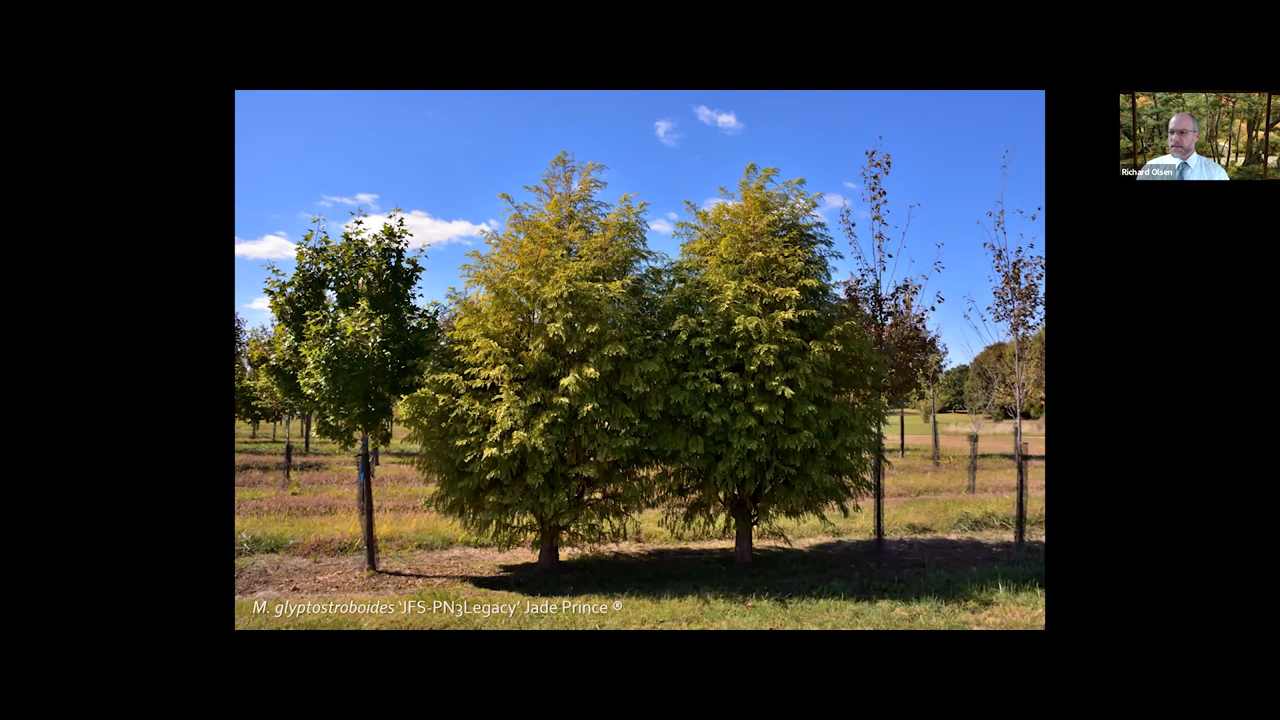 Richard Olsen
M. glyptostroboides ‘JFS-PN3Legacy’ Jade Prince ®